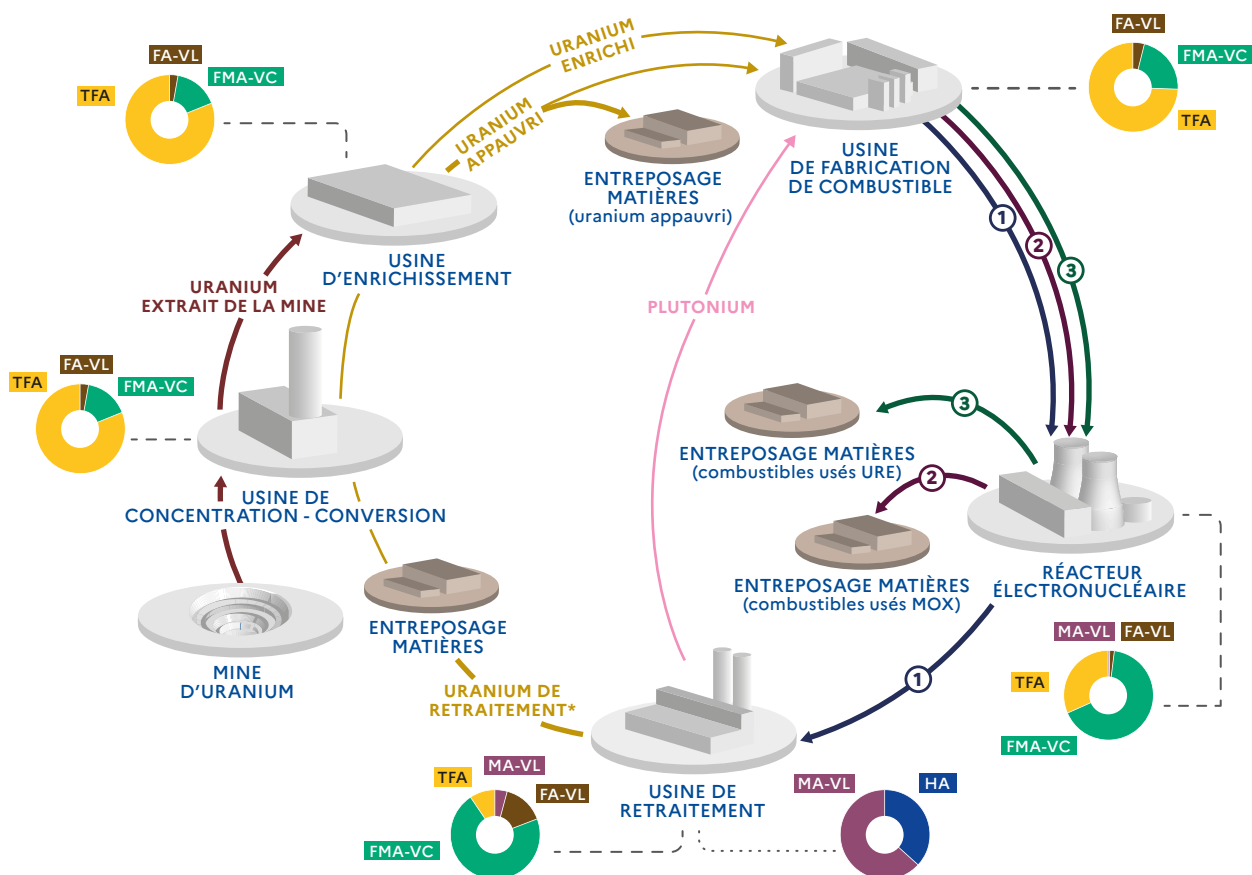 URANIUM
ENRICHI
FA-VL
FMA-VC
TFA
FA-VL
FMA-VC
TFA
URANIUM
APPAUVRI
USINE
DE FABRICATION
DE COMBUSTIBLE
ENTREPOSAGE
MATIÈRES
(uranium appauvri)
1
2
3
USINE
D'ENRICHISSEMENT
URANIUM
EXTRAIT DE LA MINE
PLUTONIUM
FA-VL
TFA
FMA-VC
3
ENTREPOSAGE MATIÈRES
(combustibles usés URE)
2
USINE DE
CONCENTRATION - CONVERSION
ENTREPOSAGE MATIÈRES
(combustibles usés MOX)
RÉACTEUR
ÉLECTRONUCLÉAIRE
ENTREPOSAGE
MATIÈRES
MINE
D'URANIUM
MA-VL
FA-VL
TFA
FMA-VC
1
URANIUM DE
RETRAITEMENT*
USINE DE
RETRAITEMENT
TFA
MA-VL
FA-VL
FMA-VC
MA-VL
HA